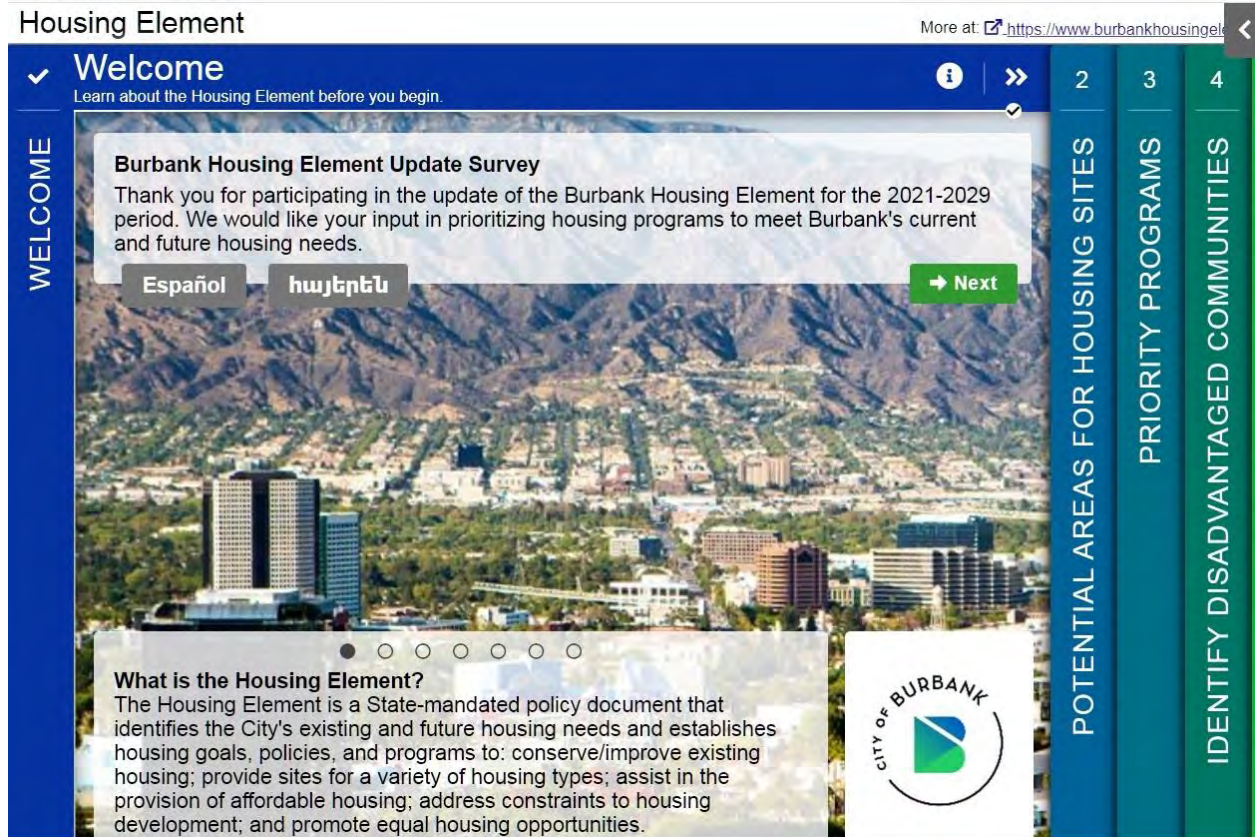 Housing Element
More at: https://www.burbankhousingel
Welcome
Learn about the Housing Element before you begin.
WELCOME
Burbank Housing Element Update Survey
Thank you for participating in the update of the Burbank Housing Element for the 2021-2029
period. We would like your input in prioritizing housing programs to meet Burbank's current
and future housing needs.
Español
հայերեն
Next
What is the Housing Element?
The Housing Element is a State-mandated policy document that
identifies the City's existing and future housing needs and establishes
housing goals, policies, and programs to: conserve/improve existing
housing; provide sites for a variety of housing types; assist in the
provision of affordable housing; address constraints to housing
development; and promote equal housing opportunities.
CITY OF BURBANK
2
POTENTIAL AREAS FOR HOUSING SITES
3
PRIORITY PROGRAMS
4
IDENTIFY DISADVANTAGED COMMUNITIES